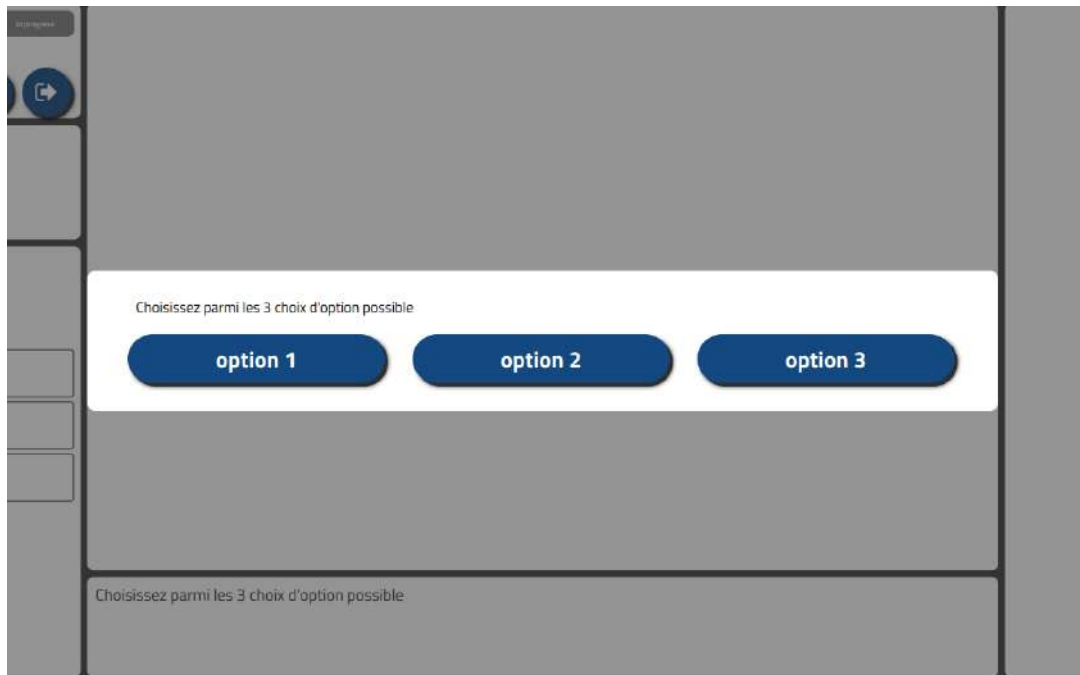 Choisissez parmi les 3 choix d'option possible
option 1 option 2 option 3
Choisissez parmi les 3 choix d'option possible